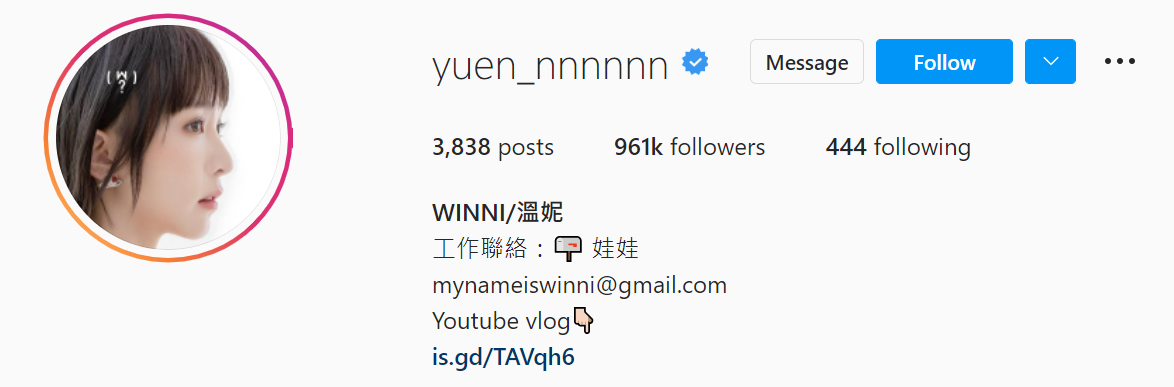 yuen_nnnnnn Message Follow
3,838 posts 961k followers 444 following
WINNI/溫妮
工作聯絡：📪 娃娃
mynameiswinni@gmail.com
Youtube vlog👇🏻
is.gd/TAVqh6